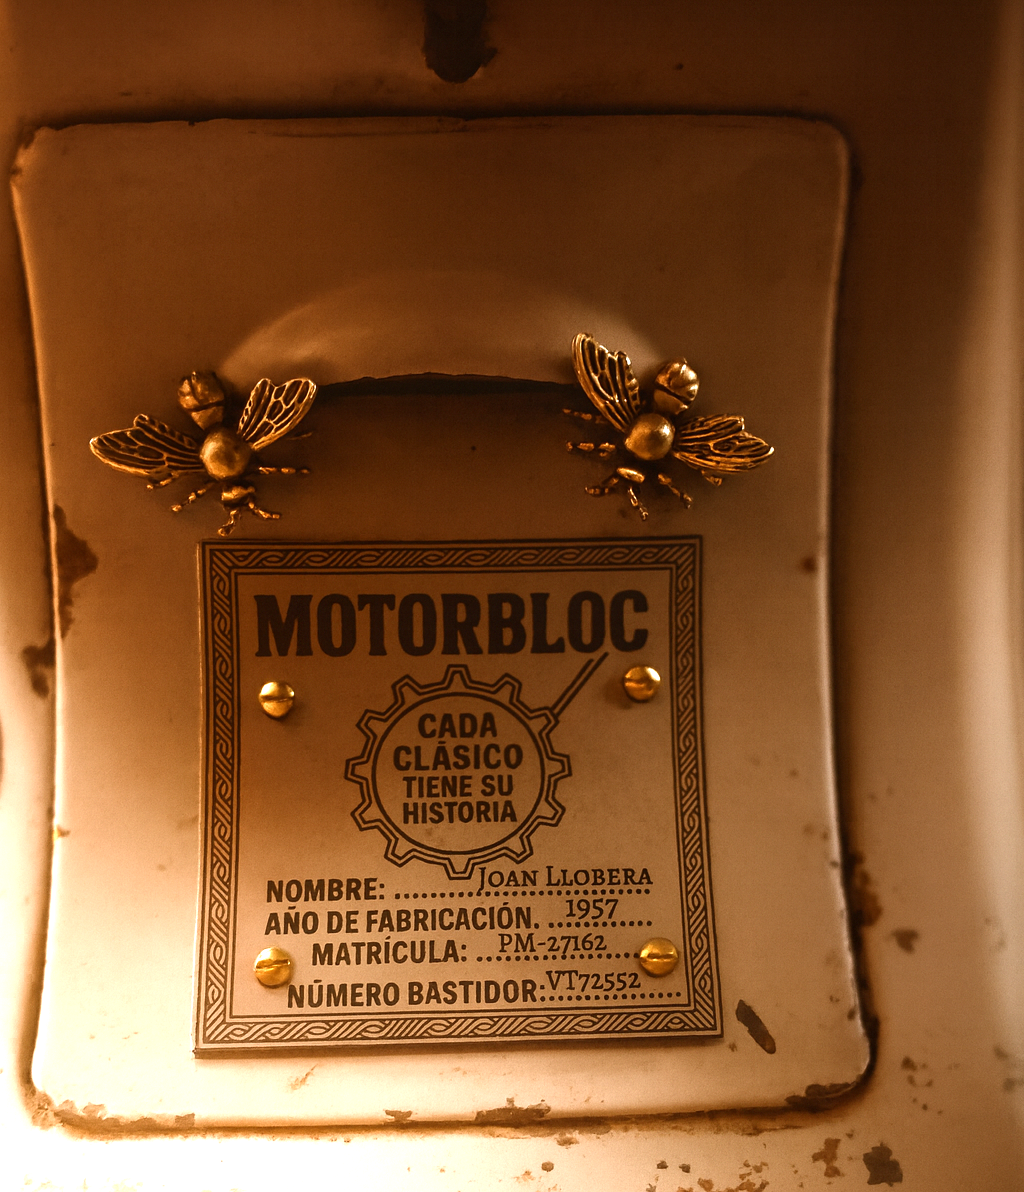 MOTORBLOC
CADA
CLÁSICO
TIENE SU
HISTORIA
NOMBRE: ..........Joan Llobera
AÑO DE FABRICACIÓN. ...1957......
MATRÍCULA: ...PM-27162......
NÚMERO BASTIDOR:VT72552......